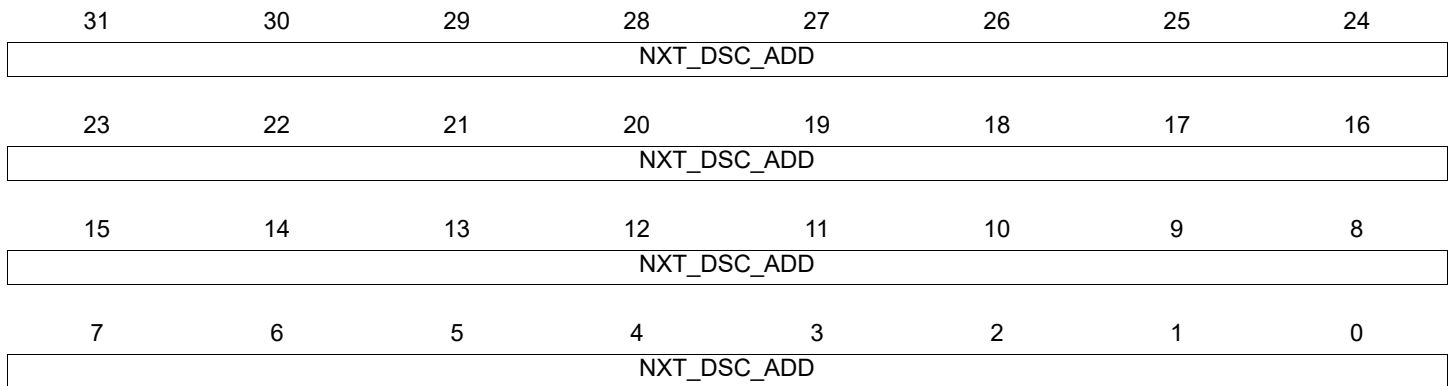 31 30 29 28 27 26 25 24
NXT_DSC_ADD
23 22 21 20 19 18 17 16
NXT_DSC_ADD
15 14 13 12 11 10 9 8
NXT_DSC_ADD
7 6 5 4 3 2 1 0
NXT_DSC_ADD